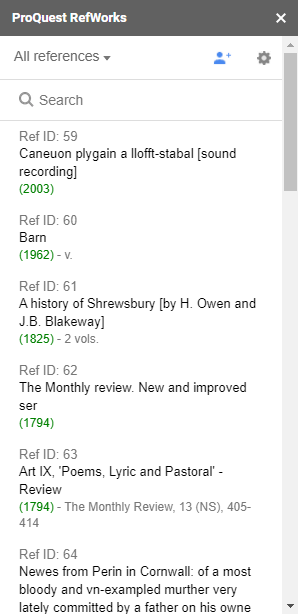 ProQuest RefWorks
All references
Search
Ref ID: 59
Caneuon plygain a llofft-stabal [sound
recording]
(2003)
Ref ID: 60
Barn
(1962) - v.
Ref ID: 61
A history of Shrewsbury [by H. Owen and
J.B. Blakeway]
(1825) - 2 vols.
Ref ID: 62
The Monthly review. New and improved
ser
(1794)
Ref ID: 63
Art IX, 'Poems, Lyric and Pastoral' -
Review
(1794) - The Monthly Review, 13 (NS), 405-
414
Ref ID: 64
Newes from Perin in Cornwall: of a most
bloody and vn-exampled murther very
lately committed by a father on his owne